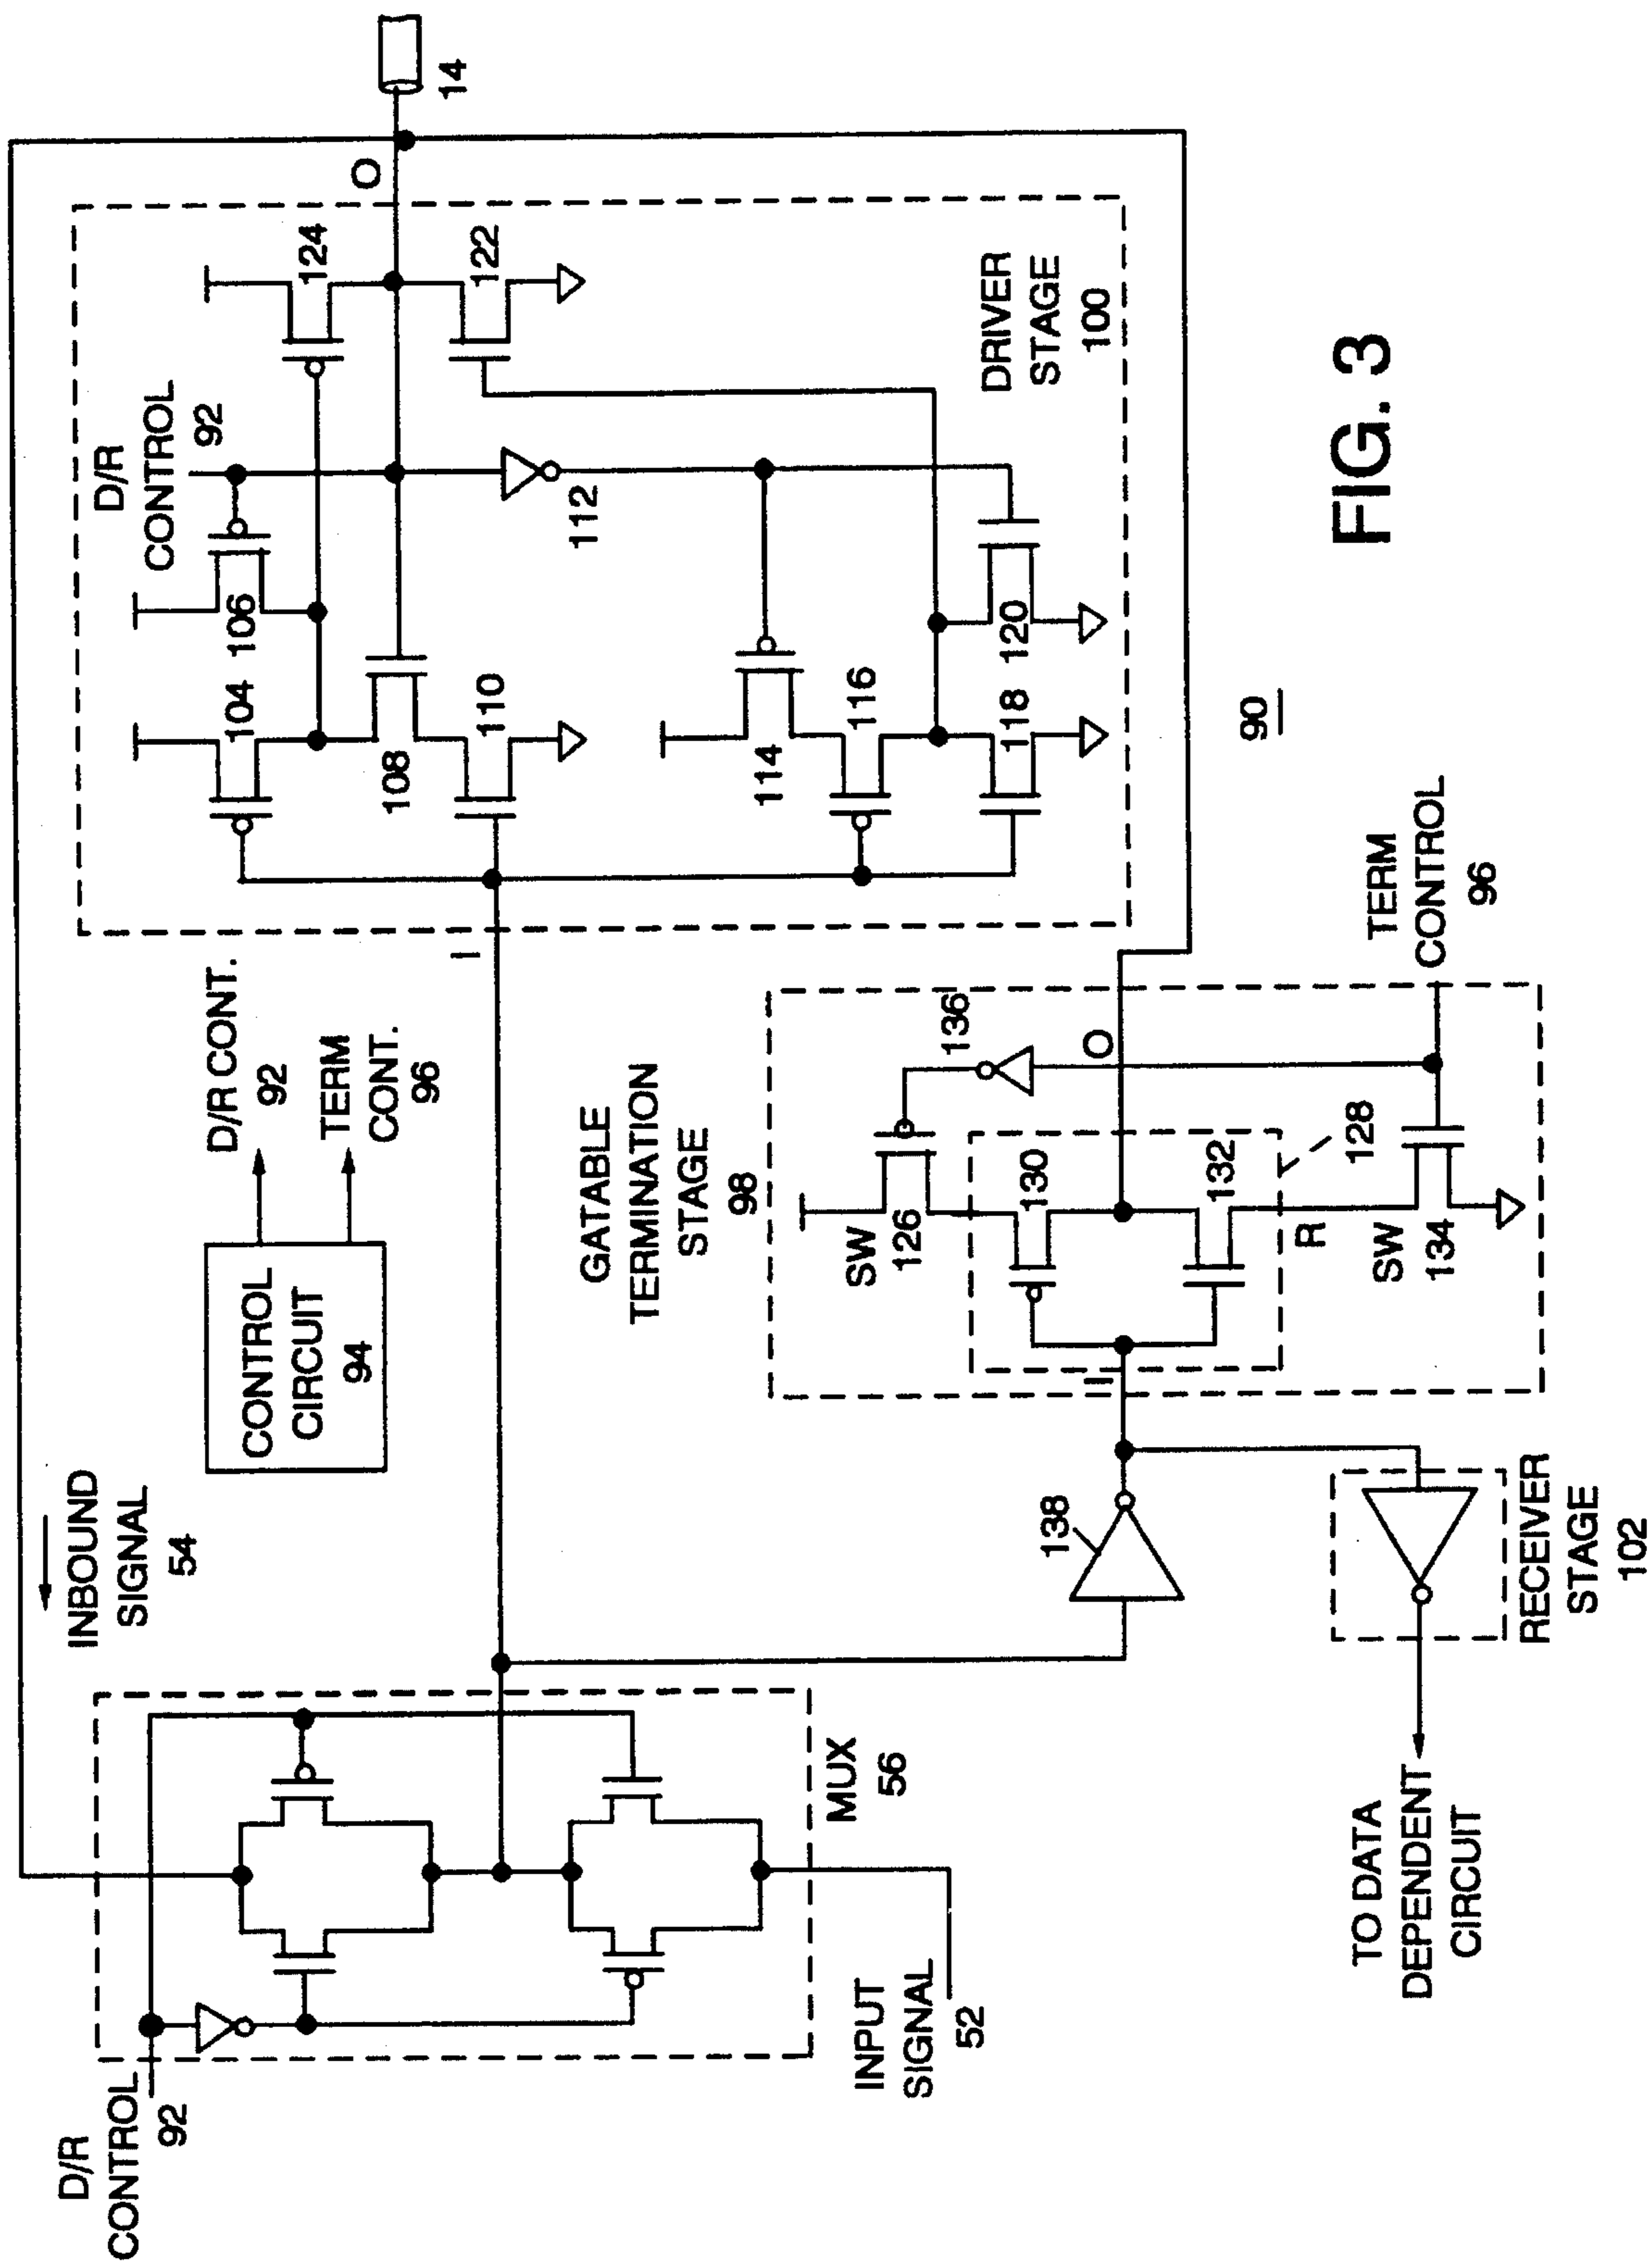 INBOUND
SIGNAL
54
D/R
CONTROL
92
MUX
56
INPUT
SIGNAL
52
CONTROL
CIRCUIT
94
D/R CONT.
92
TERM
CONT.
96
I
D/R
CONTROL
92
104
106
108
110
112
114
116
118
120
122
124
DRIVER
STAGE
100
O
14
GATABLE
TERMINATION
STAGE
98
SW
126
130
132
128
136
O
I
R
SW
134
TERM
CONTROL
96
138
RECEIVER
STAGE
102
TO DATA
DEPENDENT
CIRCUIT
90
FIG. 3